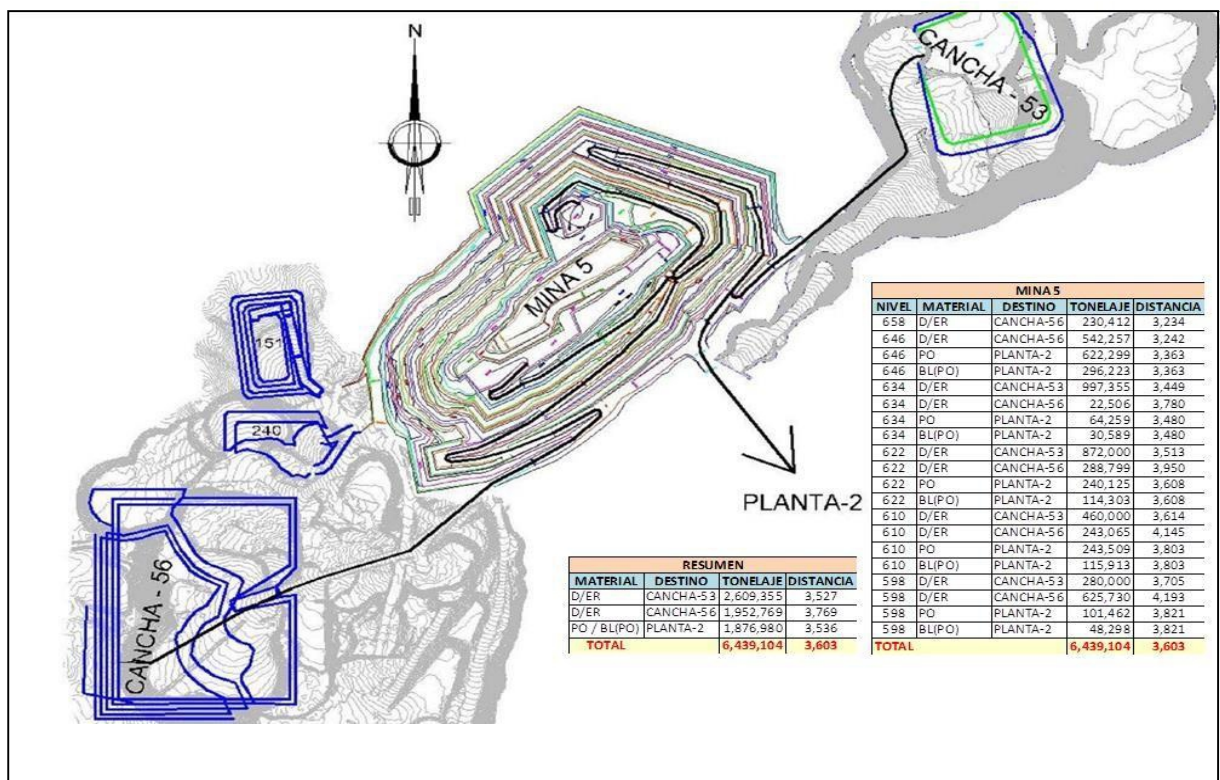 N
CANCHA - 53
MINA 5
151
240
PLANTA-2
CANCHA - 56
MINA 5
NIVEL MATERIAL DESTINO TONELAJE DISTANCIA
658 D/ER CANCHA-56 230,412 3,234
646 D/ER CANCHA-56 542,257 3,242
646 PO PLANTA-2 622,299 3,363
646 BL(PO) PLANTA-2 296,223 3,363
634 D/ER CANCHA-53 997,355 3,449
634 D/ER CANCHA-56 22,506 3,780
634 PO PLANTA-2 64,259 3,480
634 BL(PO) PLANTA-2 30,589 3,480
622 D/ER CANCHA-53 872,000 3,513
622 D/ER CANCHA-56 288,799 3,950
622 PO PLANTA-2 240,125 3,608
622 BL(PO) PLANTA-2 114,303 3,608
610 D/ER CANCHA-53 460,000 3,614
610 D/ER CANCHA-56 243,065 4,145
610 PO PLANTA-2 243,509 3,803
610 BL(PO) PLANTA-2 115,913 3,803
598 D/ER CANCHA-53 280,000 3,705
598 D/ER CANCHA-56 625,730 4,193
598 PO PLANTA-2 101,462 3,821
598 BL(PO) PLANTA-2 48,298 3,821
TOTAL 6,439,104 3,603
RESUMEN
MATERIAL DESTINO TONELAJE DISTANCIA
D/ER CANCHA-53 2,609,355 3,527
D/ER CANCHA-56 1,952,769 3,769
PO / BL(PO) PLANTA-2 1,876,980 3,536
TOTAL 6,439,104 3,603